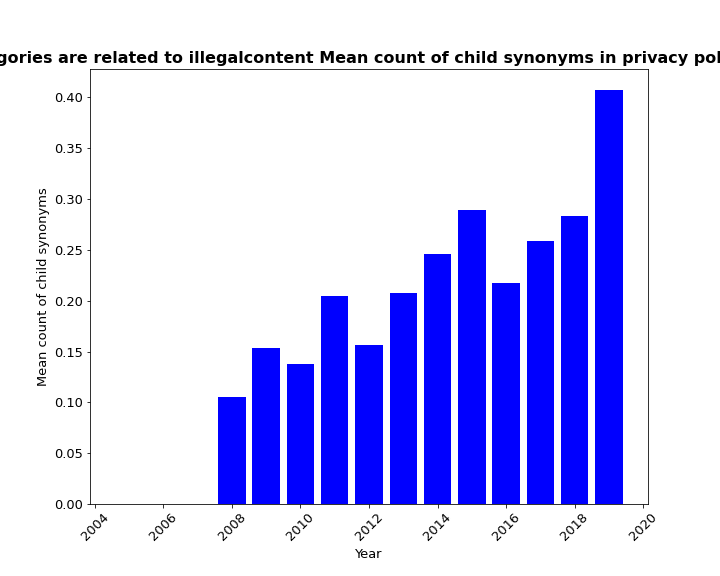 gories are related to illegalcontent Mean count of child synonyms in privacy pol
0.40
0.35
0.30
0.25
0.20
0.15
0.10
0.05
0.00
Mean count of child synonyms
2004 2006 2008 2010 2012 2014 2016 2018 2020
Year